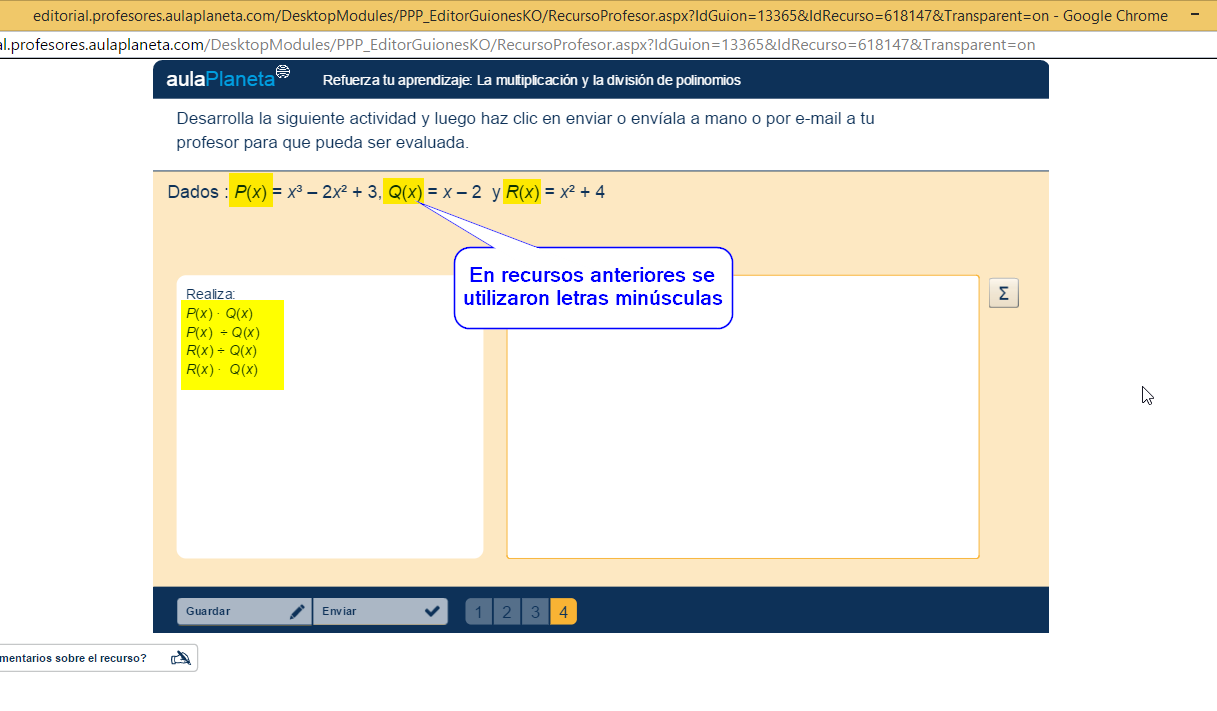 editorial.profesores.aulaplaneta.com/DesktopModules/PPP_EditorGuionesKO/RecursoProfesor.aspx?IdGuion=13365&IdRecurso=618147&Transparent=on - Google Chrome
al.profesores.aulaplaneta.com/DesktopModules/PPP_EditorGuionesKO/RecursoProfesor.aspx?IdGuion=13365&IdRecurso=618147&Transparent=on
aulaPlaneta Refuerza tu aprendizaje: La multiplicación y la división de polinomios
Desarrolla la siguiente actividad y luego haz clic en enviar o envíala a mano o por e-mail a tu
profesor para que pueda ser evaluada.
Dados : P(x) = x³ – 2x² + 3, Q(x) = x – 2 y R(x) = x² + 4
En recursos anteriores se
utilizaron letras minúsculas
Realiza:
P(x) · Q(x)
P(x) ÷ Q(x)
R(x) ÷ Q(x)
R(x) · Q(x)
Σ
Guardar Enviar 1 2 3 4
mentarios sobre el recurso?